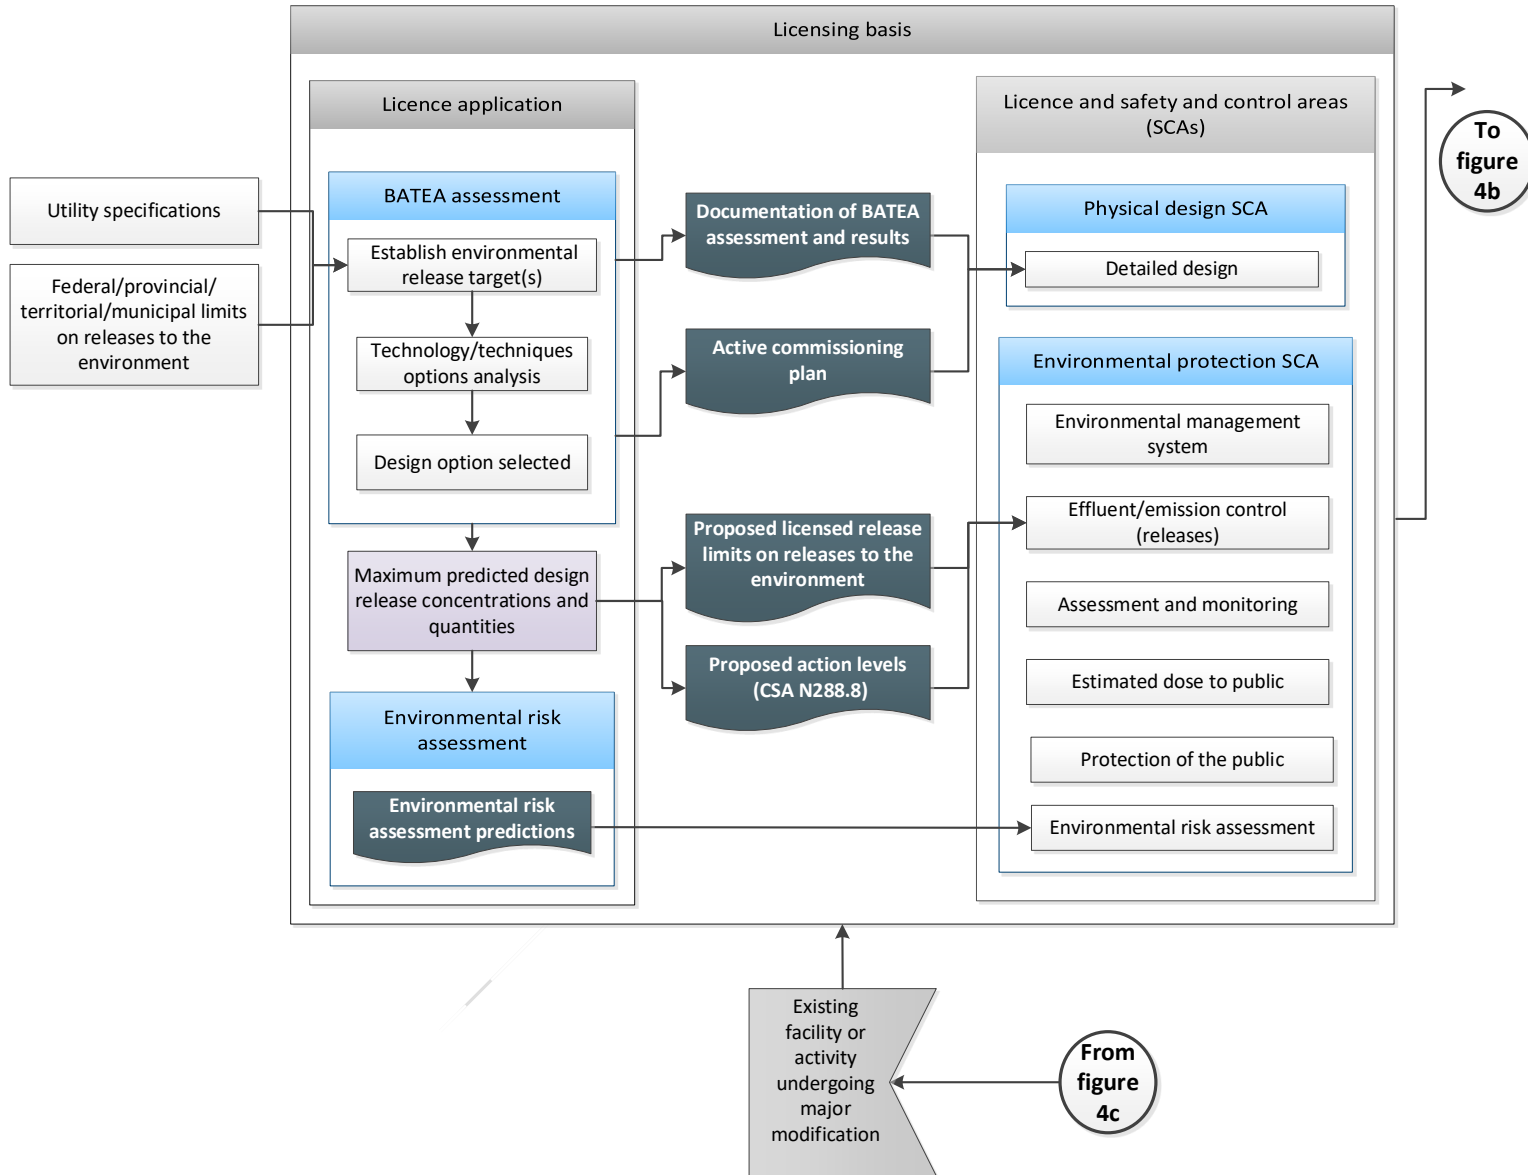 Licensing basis
Licence application
BATEA assessment
Utility specifications
Federal/provincial/
territorial/municipal limits
on releases to the
environment
Establish environmental
release target(s)
Technology/techniques
options analysis
Design option selected
Maximum predicted design
release concentrations and
quantities
Environmental risk
assessment
Environmental risk
assessment predictions
Documentation of BATEA
assessment and results
Active commissioning
plan
Proposed licensed release
limits on releases to the
environment
Proposed action levels
(CSA N288.8)
Licence and safety and control areas
(SCAs)
Physical design SCA
Detailed design
Environmental protection SCA
Environmental management
system
Effluent/emission control
(releases)
Assessment and monitoring
Estimated dose to public
Protection of the public
Environmental risk assessment
To
figure
4b
Existing
facility or
activity
undergoing
major
modification
From
figure
4c